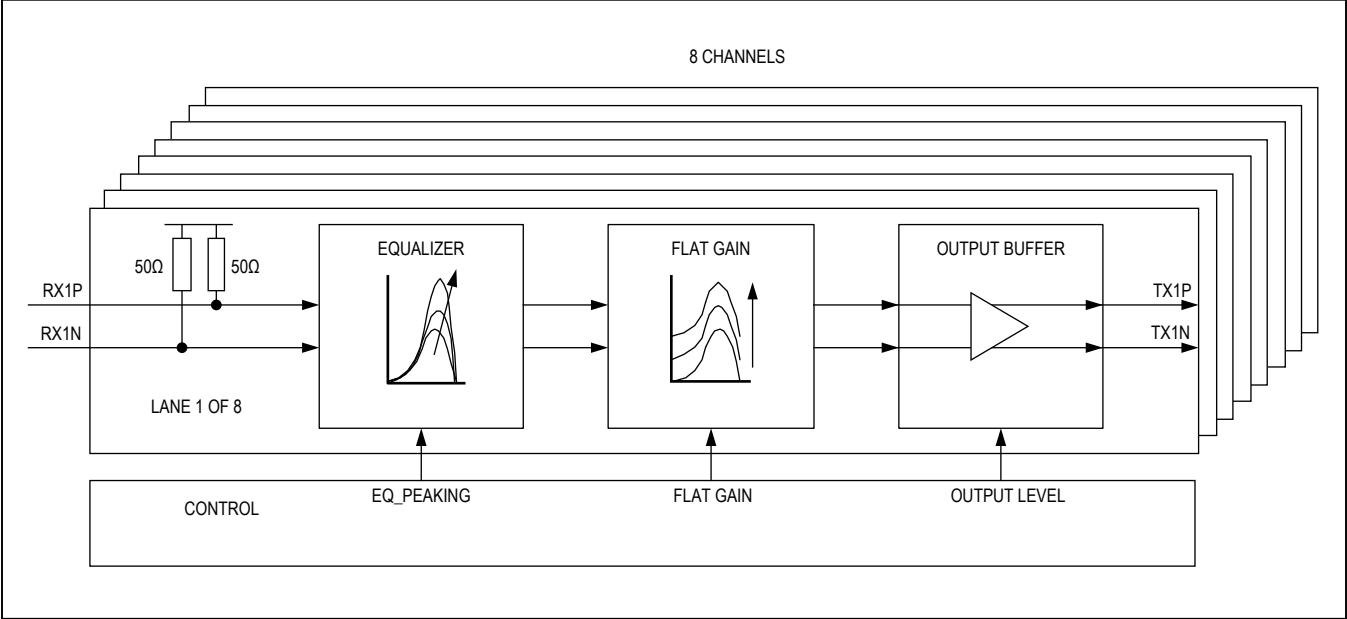 8 CHANNELS
EQUALIZER
FLAT GAIN
OUTPUT BUFFER
50Ω
50Ω
RX1P
TX1P
RX1N
TX1N
LANE 1 OF 8
EQ_PEAKING
FLAT GAIN
OUTPUT LEVEL
CONTROL